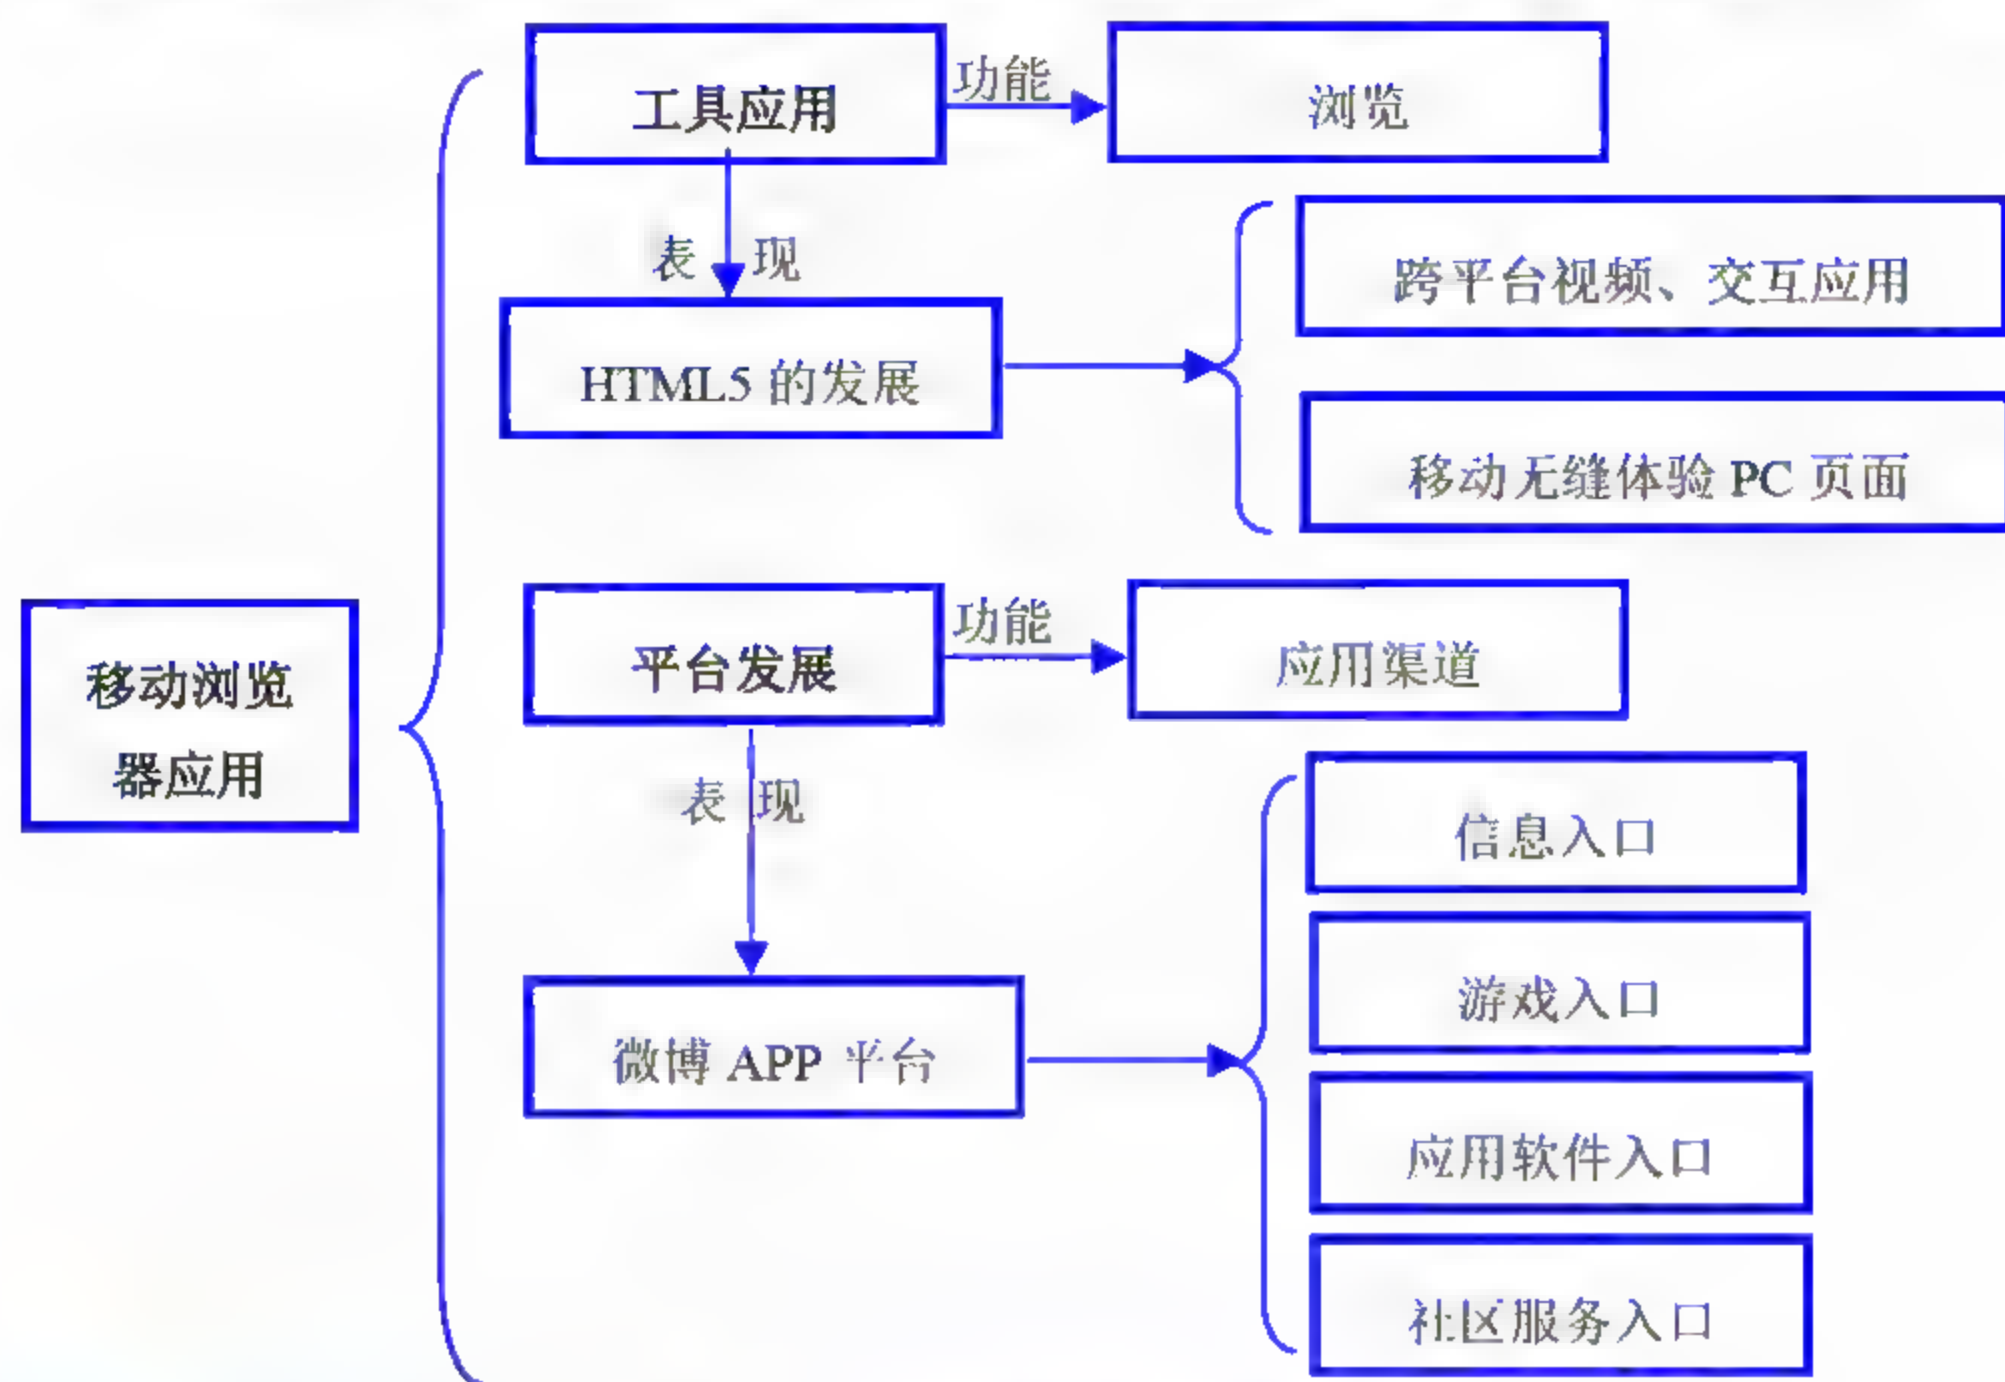 工具应用
功能
浏览
表 现
跨平台视频、交互应用
HTML5 的发展
移动无缝体验 PC 页面
平台发展
功能
应用渠道
移动浏览
器应用
表 现
信息入口
游戏入口
微博 APP 平台
应用软件入口
社区服务入口